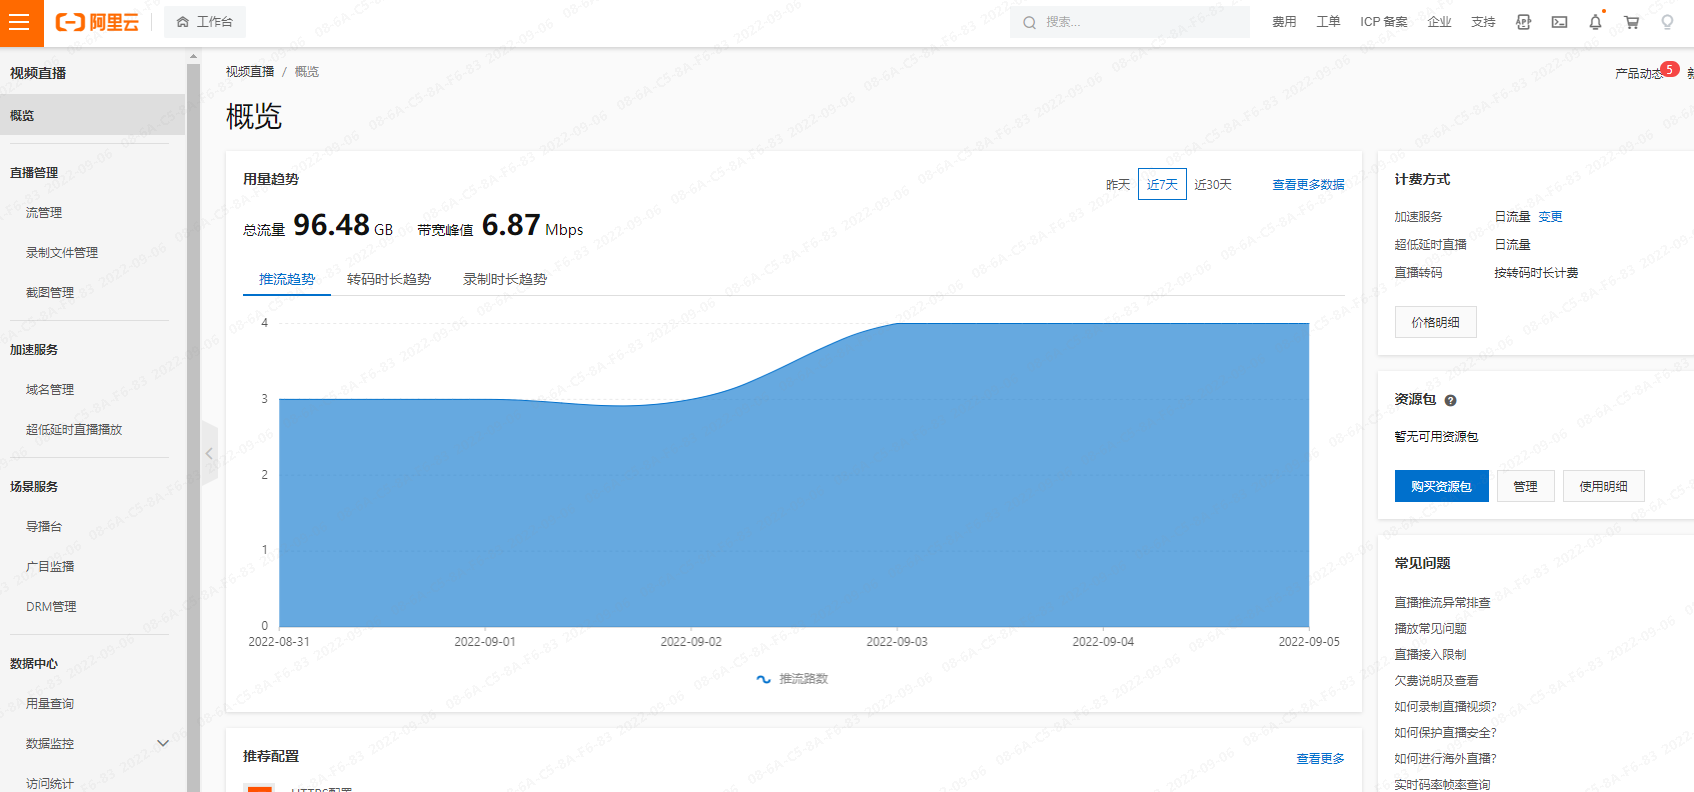 阿里云
工作台
搜索...
费用
工单
ICP 备案
企业
支持
视频直播
概览
直播管理
流管理
录制文件管理
截图管理
加速服务
域名管理
超低延时直播播放
场景服务
导播台
广目监播
DRM管理
数据中心
用量查询
数据监控
访问统计
视频直播 / 概览
产品动态 5
概览
用量趋势
昨天 近7天 近30天 查看更多数据
总流量 96.48 GB 带宽峰值 6.87 Mbps
推流趋势 转码时长趋势 录制时长趋势
4
3
2
1
0
2022-08-31 2022-09-01 2022-09-02 2022-09-03 2022-09-04 2022-09-05
推流路数
推荐配置 查看更多
HTTPS配置
计费方式
加速服务 日流量 变更
超低延时直播 日流量
直播转码 按转码时长计费
价格明细
资源包 ?
暂无可用资源包
购买资源包 管理 使用明细
常见问题
直播推流异常排查
播放常见问题
直播接入限制
欠费说明及查看
如何录制直播视频?
如何保护直播安全?
如何进行海外直播?
实时码率帧率查询
08-6A-C5-8A-F6-83 2022-09-06